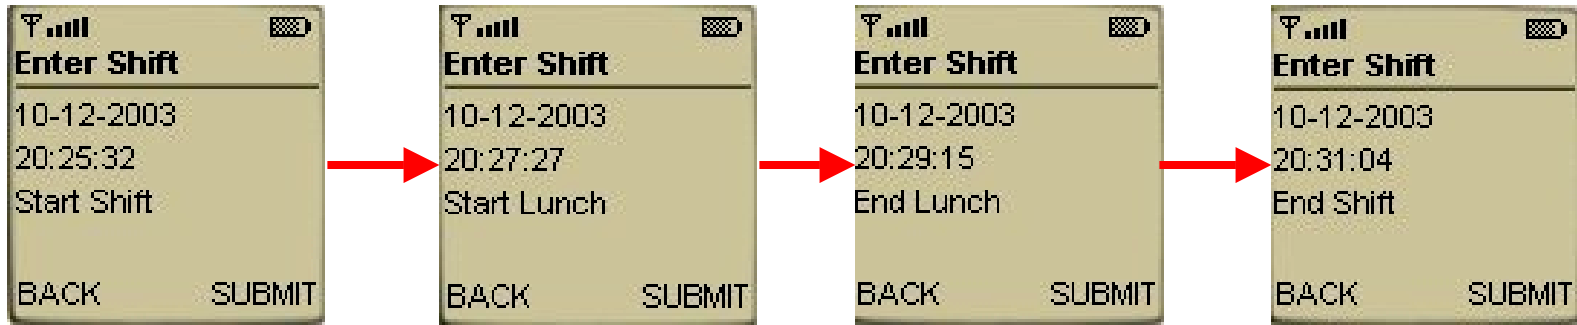 Enter Shift
10-12-2003
20:25:32
Start Shift
BACK SUBMIT
Enter Shift
10-12-2003
20:27:27
Start Lunch
BACK SUBMIT
Enter Shift
10-12-2003
20:29:15
End Lunch
BACK SUBMIT
Enter Shift
10-12-2003
20:31:04
End Shift
BACK SUBMIT